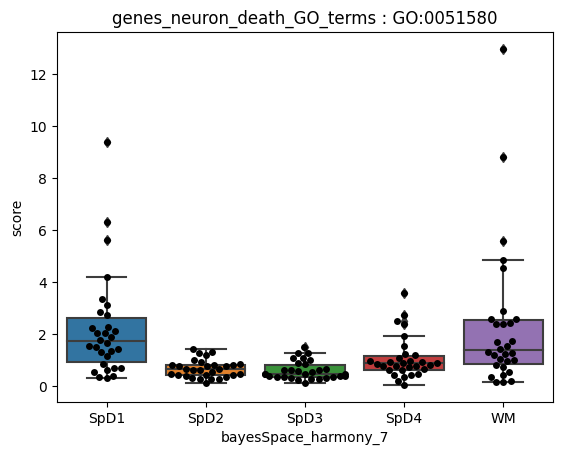 genes_neuron_death_GO_terms : GO:0051580
score
12
10
8
6
4
2
0
SpD1 SpD2 SpD3 SpD4 WM
bayesSpace_harmony_7